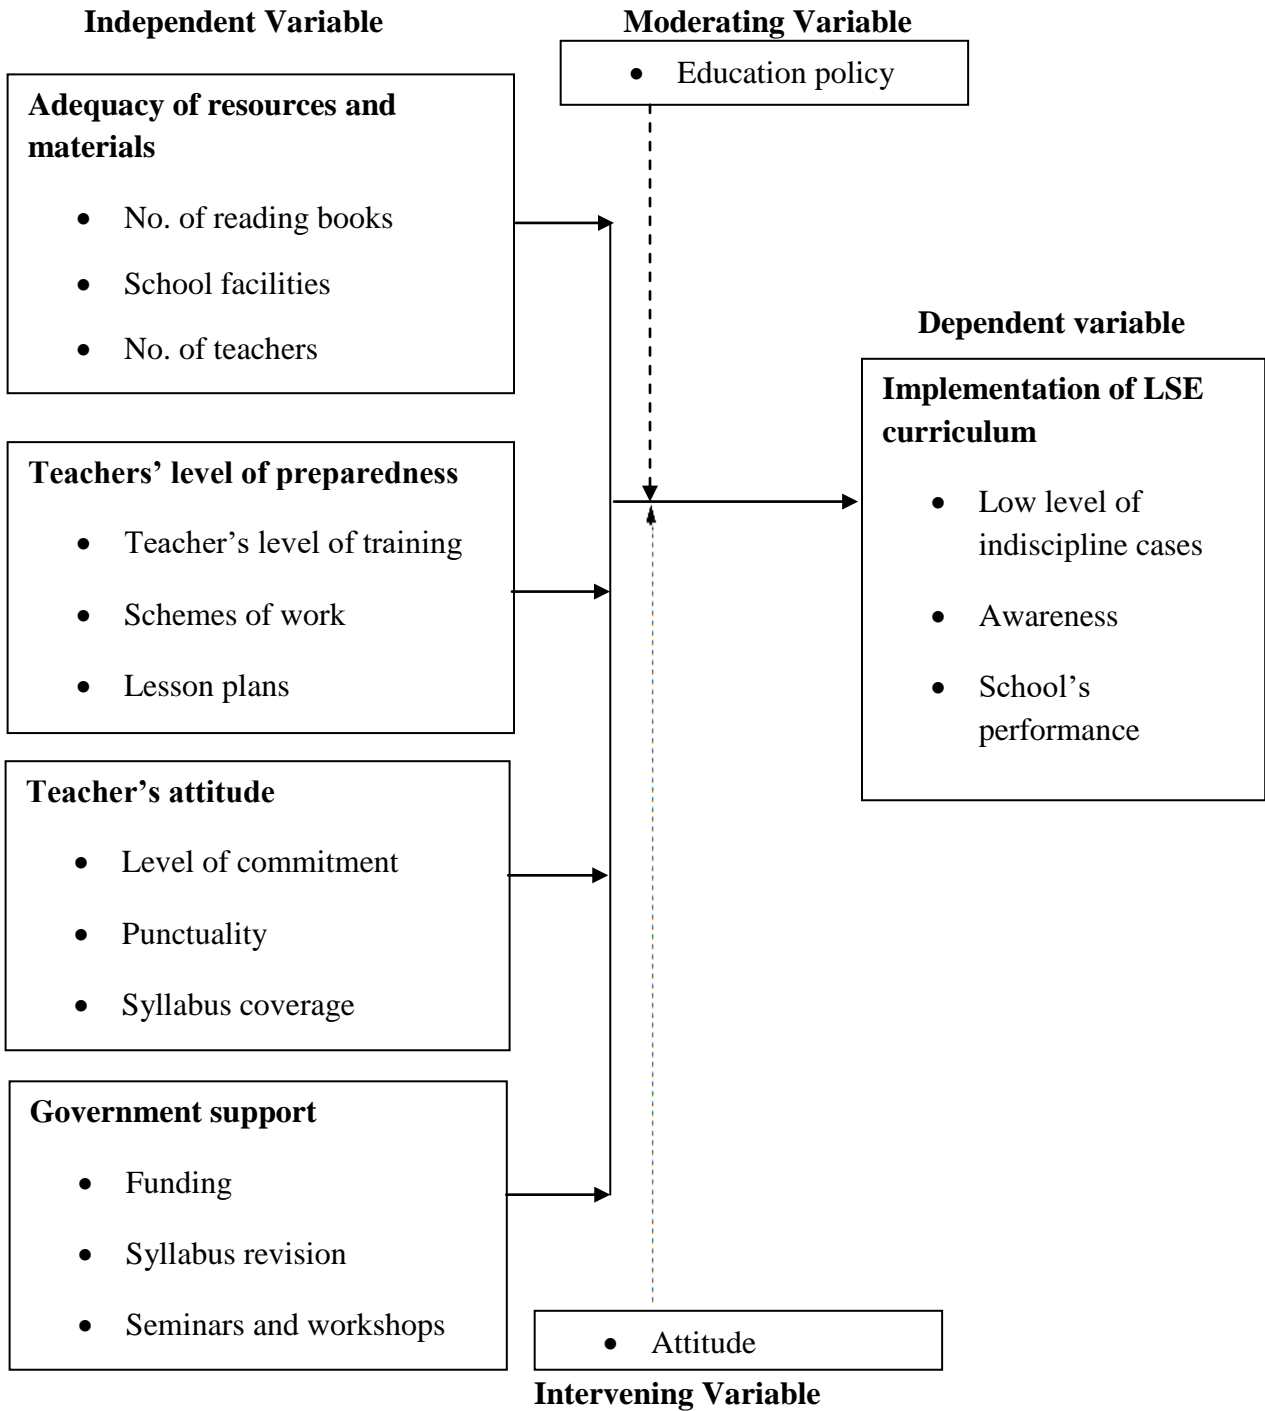 Independent Variable
Moderating Variable
• Education policy
Adequacy of resources and
materials
• No. of reading books
• School facilities
• No. of teachers
Teachers’ level of preparedness
• Teacher’s level of training
• Schemes of work
• Lesson plans
Teacher’s attitude
• Level of commitment
• Punctuality
• Syllabus coverage
Government support
• Funding
• Syllabus revision
• Seminars and workshops
Dependent variable
Implementation of LSE
curriculum
• Low level of
indiscipline cases
• Awareness
• School’s
performance
• Attitude
Intervening Variable